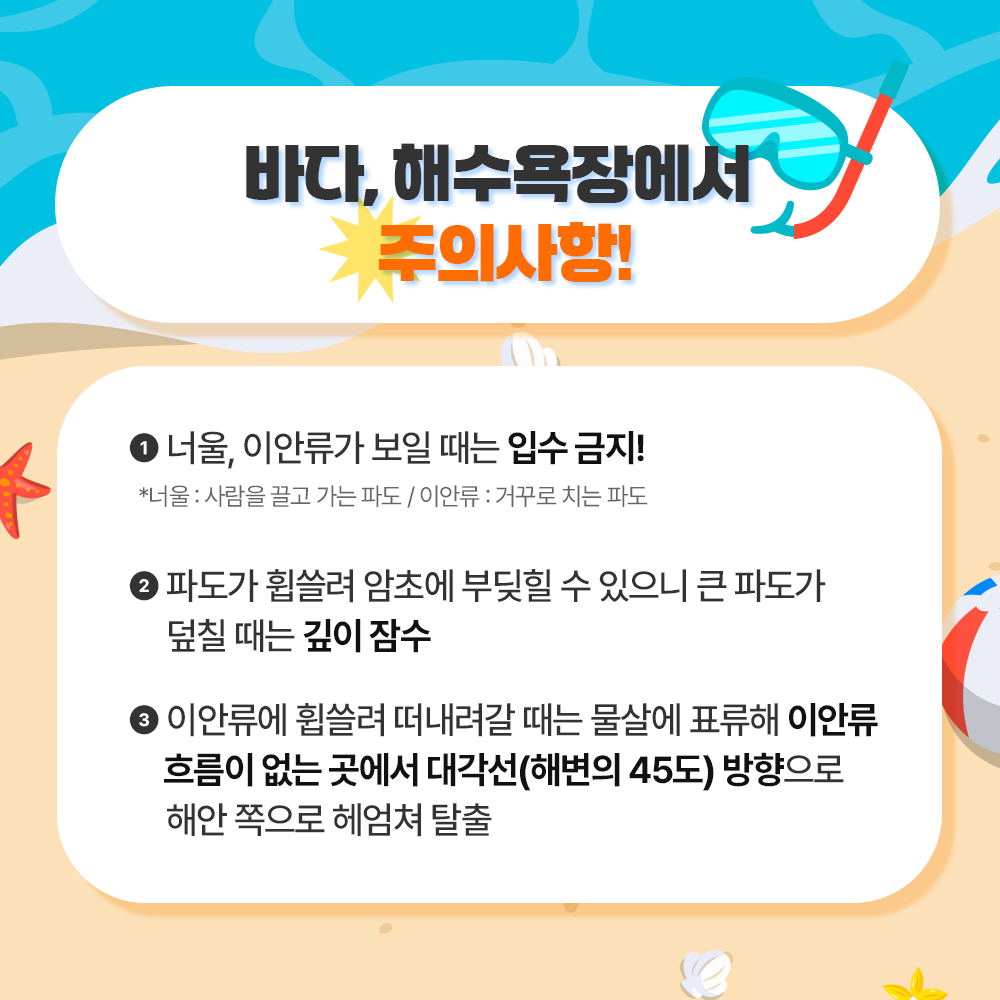 바다, 해수욕장에서
주의사항!
❶ 너울, 이안류가 보일 때는 입수 금지!
*너울 : 사람을 끌고 가는 파도 / 이안류 : 거꾸로 치는 파도
❷ 파도가 휩쓸려 암초에 부딪힐 수 있으니 큰 파도가
덮칠 때는 깊이 잠수
❸ 이안류에 휩쓸려 떠내려갈 때는 물살에 표류해 이안류
흐름이 없는 곳에서 대각선(해변의 45도) 방향으로
해안 쪽으로 헤엄쳐 탈출